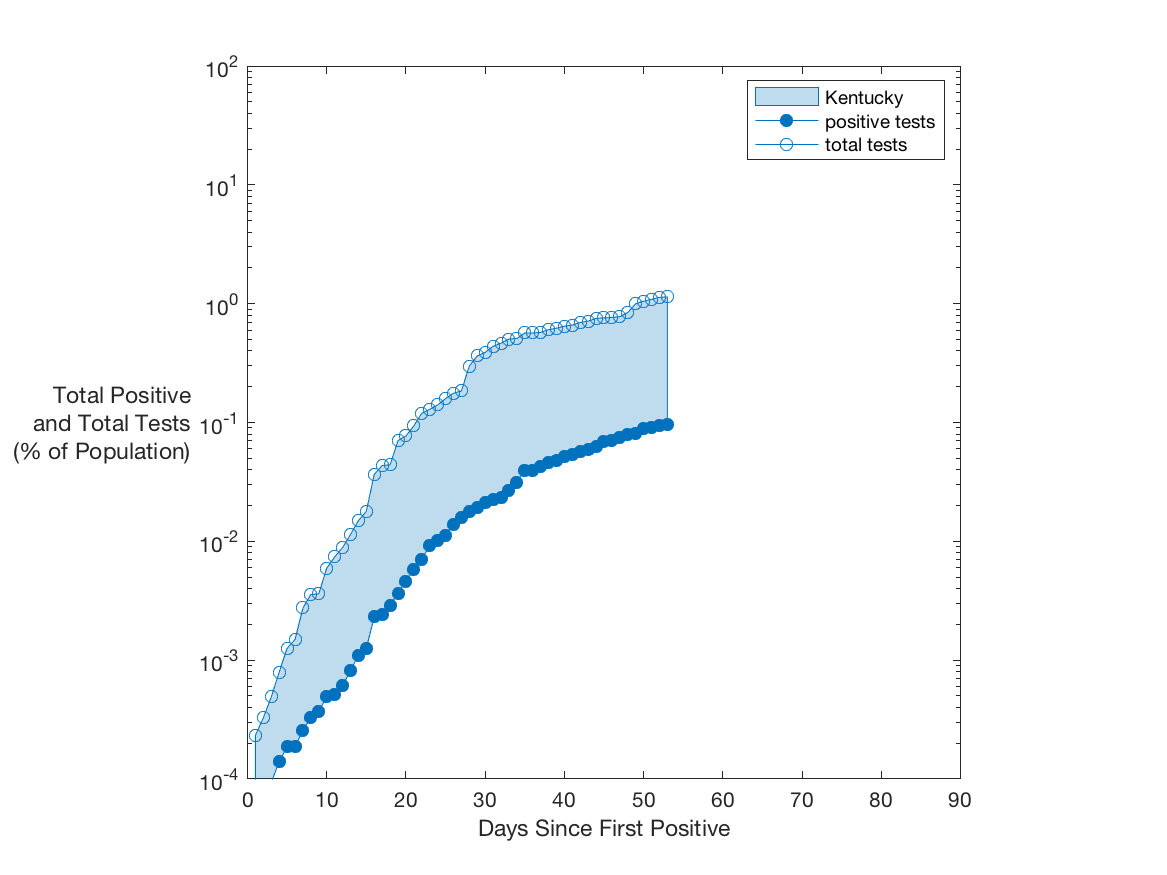 10^2
10^1
10^0
10^-1
10^-2
10^-3
10^-4
Total Positive
and Total Tests
(% of Population)
Kentucky
positive tests
total tests
0 10 20 30 40 50 60 70 80 90
Days Since First Positive